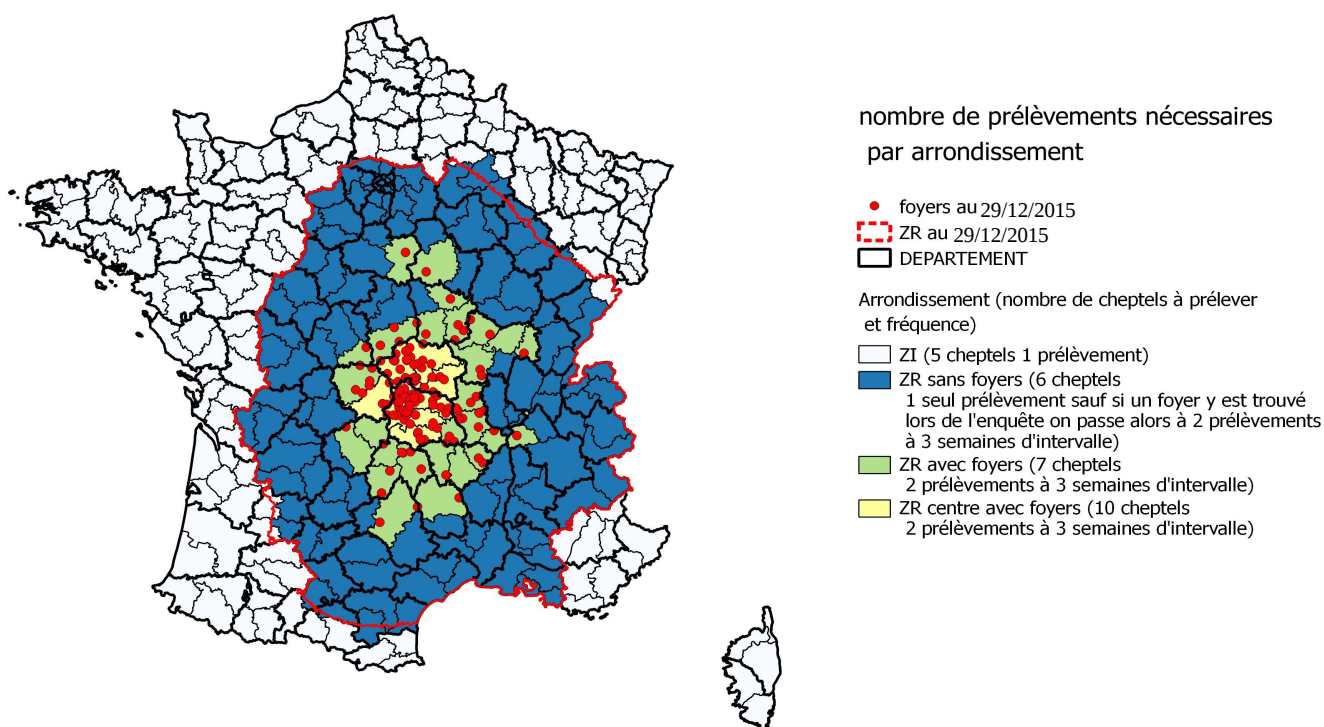 nombre de prélèvements nécessaires
par arrondissement
foyers au 29/12/2015
ZR au 29/12/2015
DEPARTEMENT
Arrondissement (nombre de cheptels à prélever
et fréquence)
ZI (5 cheptels 1 prélèvement)
ZR sans foyers (6 cheptels
1 seul prélèvement sauf si un foyer y est trouvé
lors de l'enquête on passe alors à 2 prélèvements
à 3 semaines d'intervalle)
ZR avec foyers (7 cheptels
2 prélèvements à 3 semaines d'intervalle)
ZR centre avec foyers (10 cheptels
2 prélèvements à 3 semaines d'intervalle)